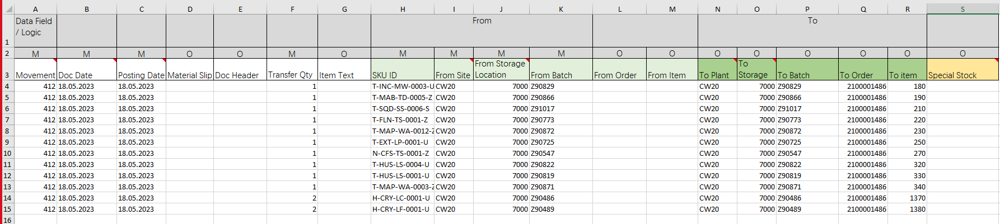 A B C D E F G H I J K L M N O P Q R S
1 Data Field / Logic From To
2 M M M O O M O M M M M O O O O O O O O
3 Movement Doc Date Posting Date Material Slip Doc Header Transfer Qty Item Text SKU ID From Site From Storage Location From Batch From Order From Item To Plant To Storage To Batch To Order To item Special Stock
4 412 18.05.2023 18.05.2023 1 T-INC-MW-0003-U CW20 7000 Z90829 CW20 7000 Z90829 2100001486 180
5 412 18.05.2023 18.05.2023 1 T-MAB-TD-0005-Z CW20 7000 Z90866 CW20 7000 Z90866 2100001486 190
6 412 18.05.2023 18.05.2023 1 T-SQD-SS-0006-S CW20 7000 Z91017 CW20 7000 Z91017 2100001486 210
7 412 18.05.2023 18.05.2023 1 T-FLN-TS-0001-Z CW20 7000 Z90773 CW20 7000 Z90773 2100001486 220
8 412 18.05.2023 18.05.2023 1 T-MAP-WA-0012-Z CW20 7000 Z90872 CW20 7000 Z90872 2100001486 230
9 412 18.05.2023 18.05.2023 1 T-EXT-LP-0001-U CW20 7000 Z90725 CW20 7000 Z90725 2100001486 250
10 412 18.05.2023 18.05.2023 1 N-CFS-TS-0001-Z CW20 7000 Z90547 CW20 7000 Z90547 2100001486 270
11 412 18.05.2023 18.05.2023 1 T-HUS-LS-0004-U CW20 7000 Z90822 CW20 7000 Z90822 2100001486 320
12 412 18.05.2023 18.05.2023 1 T-HUS-LS-0001-U CW20 7000 Z90819 CW20 7000 Z90819 2100001486 330
13 412 18.05.2023 18.05.2023 1 T-MAP-WA-0003-Z CW20 7000 Z90871 CW20 7000 Z90871 2100001486 340
14 412 18.05.2023 18.05.2023 2 H-CRY-LC-0001-U CW20 7000 Z90486 CW20 7000 Z90486 2100001486 1370
15 412 18.05.2023 18.05.2023 2 H-CRY-LF-0001-U CW20 7000 Z90489 CW20 7000 Z90489 2100001486 1380
16